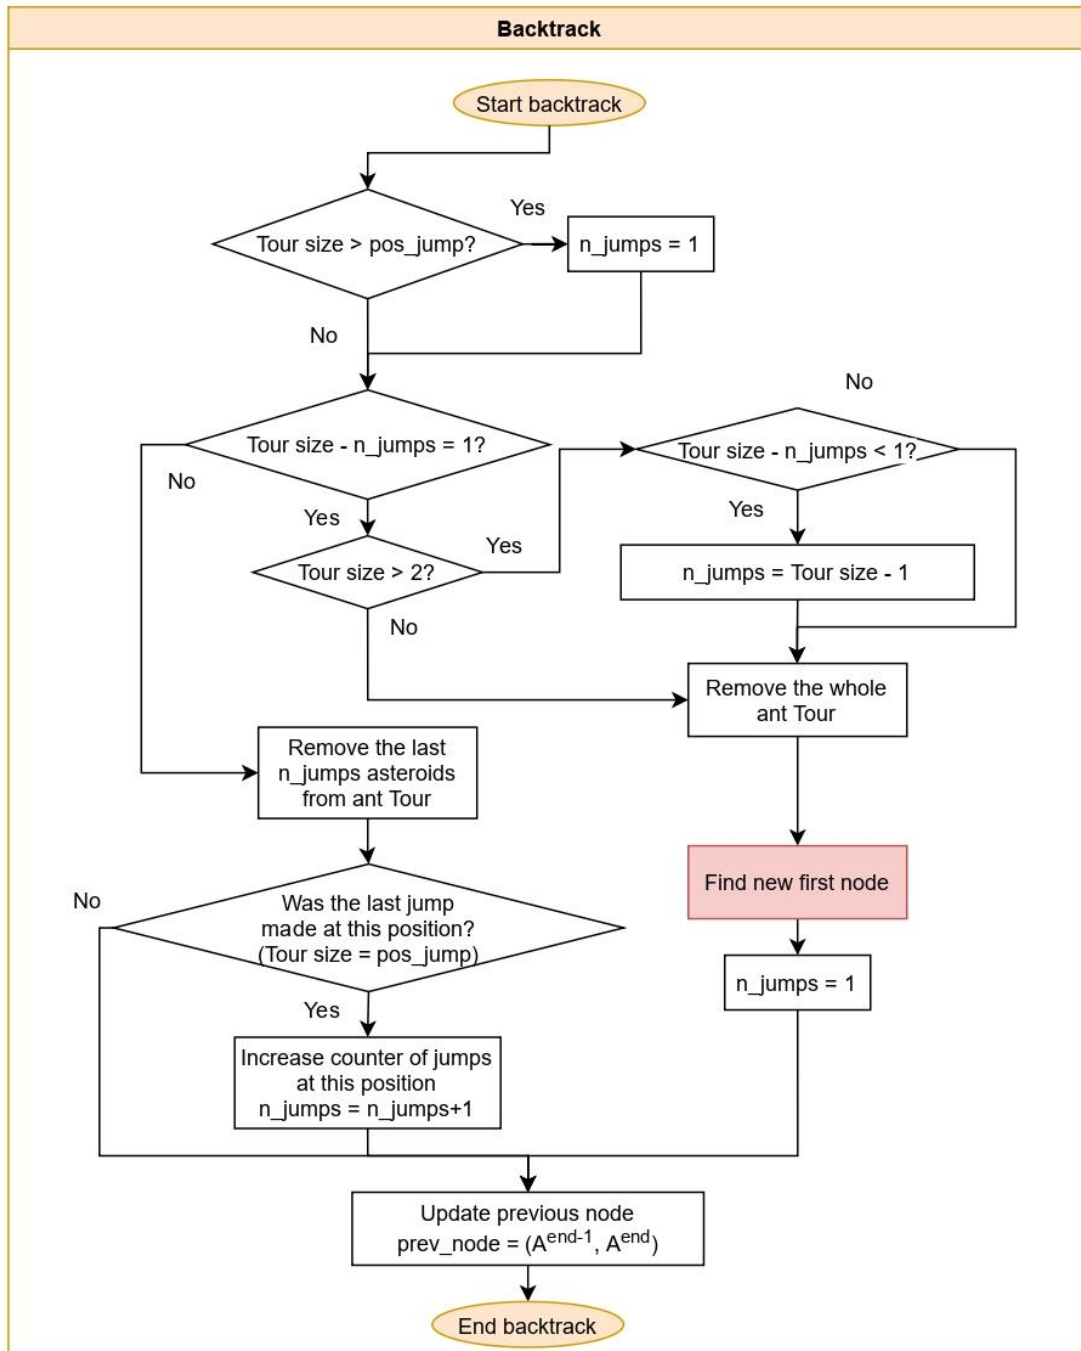 Backtrack
Start backtrack
Tour size > pos_jump?
Yes
n_jumps = 1
No
Tour size - n_jumps = 1?
No
Yes
Tour size > 2?
Yes
No
No
Tour size - n_jumps < 1?
Yes
n_jumps = Tour size - 1
Remove the whole
ant Tour
Remove the last
n_jumps asteroids
from ant Tour
Find new first node
n_jumps = 1
Was the last jump
made at this position?
(Tour size = pos_jump)
No
Yes
Increase counter of jumps
at this position
n_jumps = n_jumps+1
Update previous node
prev_node = (A^end-1, A^end)
End backtrack